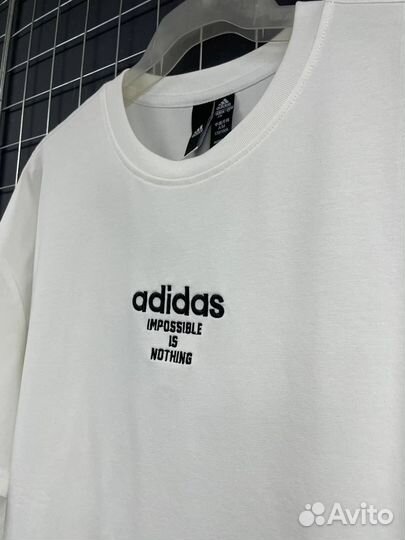 adidas
IMPOSSIBLE
IS
NOTHING
Avito